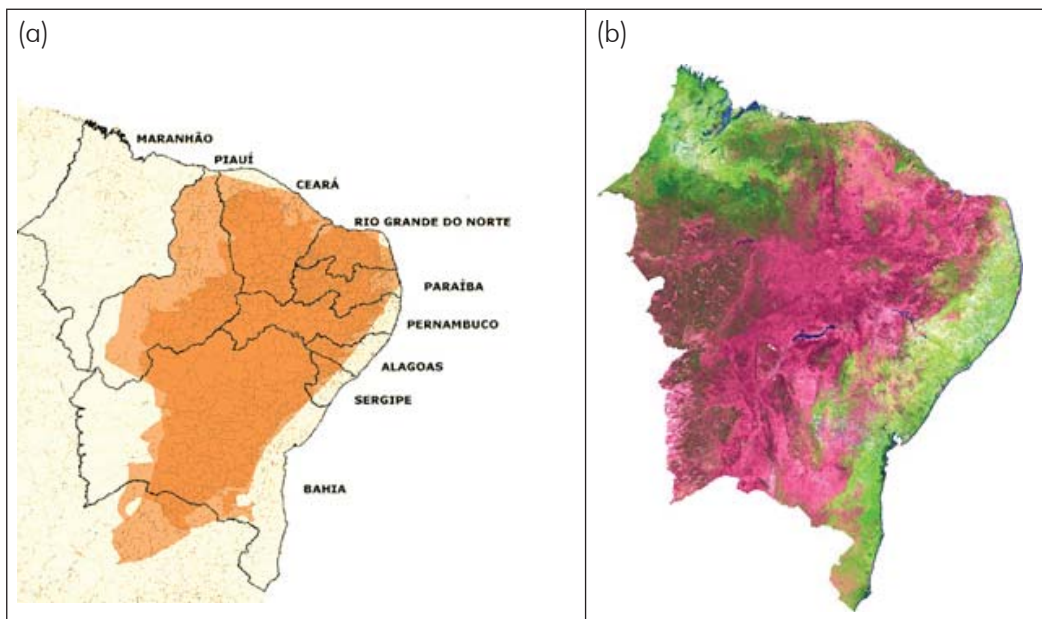 (a)
(b)
MARANHÃO
PIAUÍ
CEARÁ
RIO GRANDE DO NORTE
PARAÍBA
PERNAMBUCO
ALAGOAS
SERGIPE
BAHIA